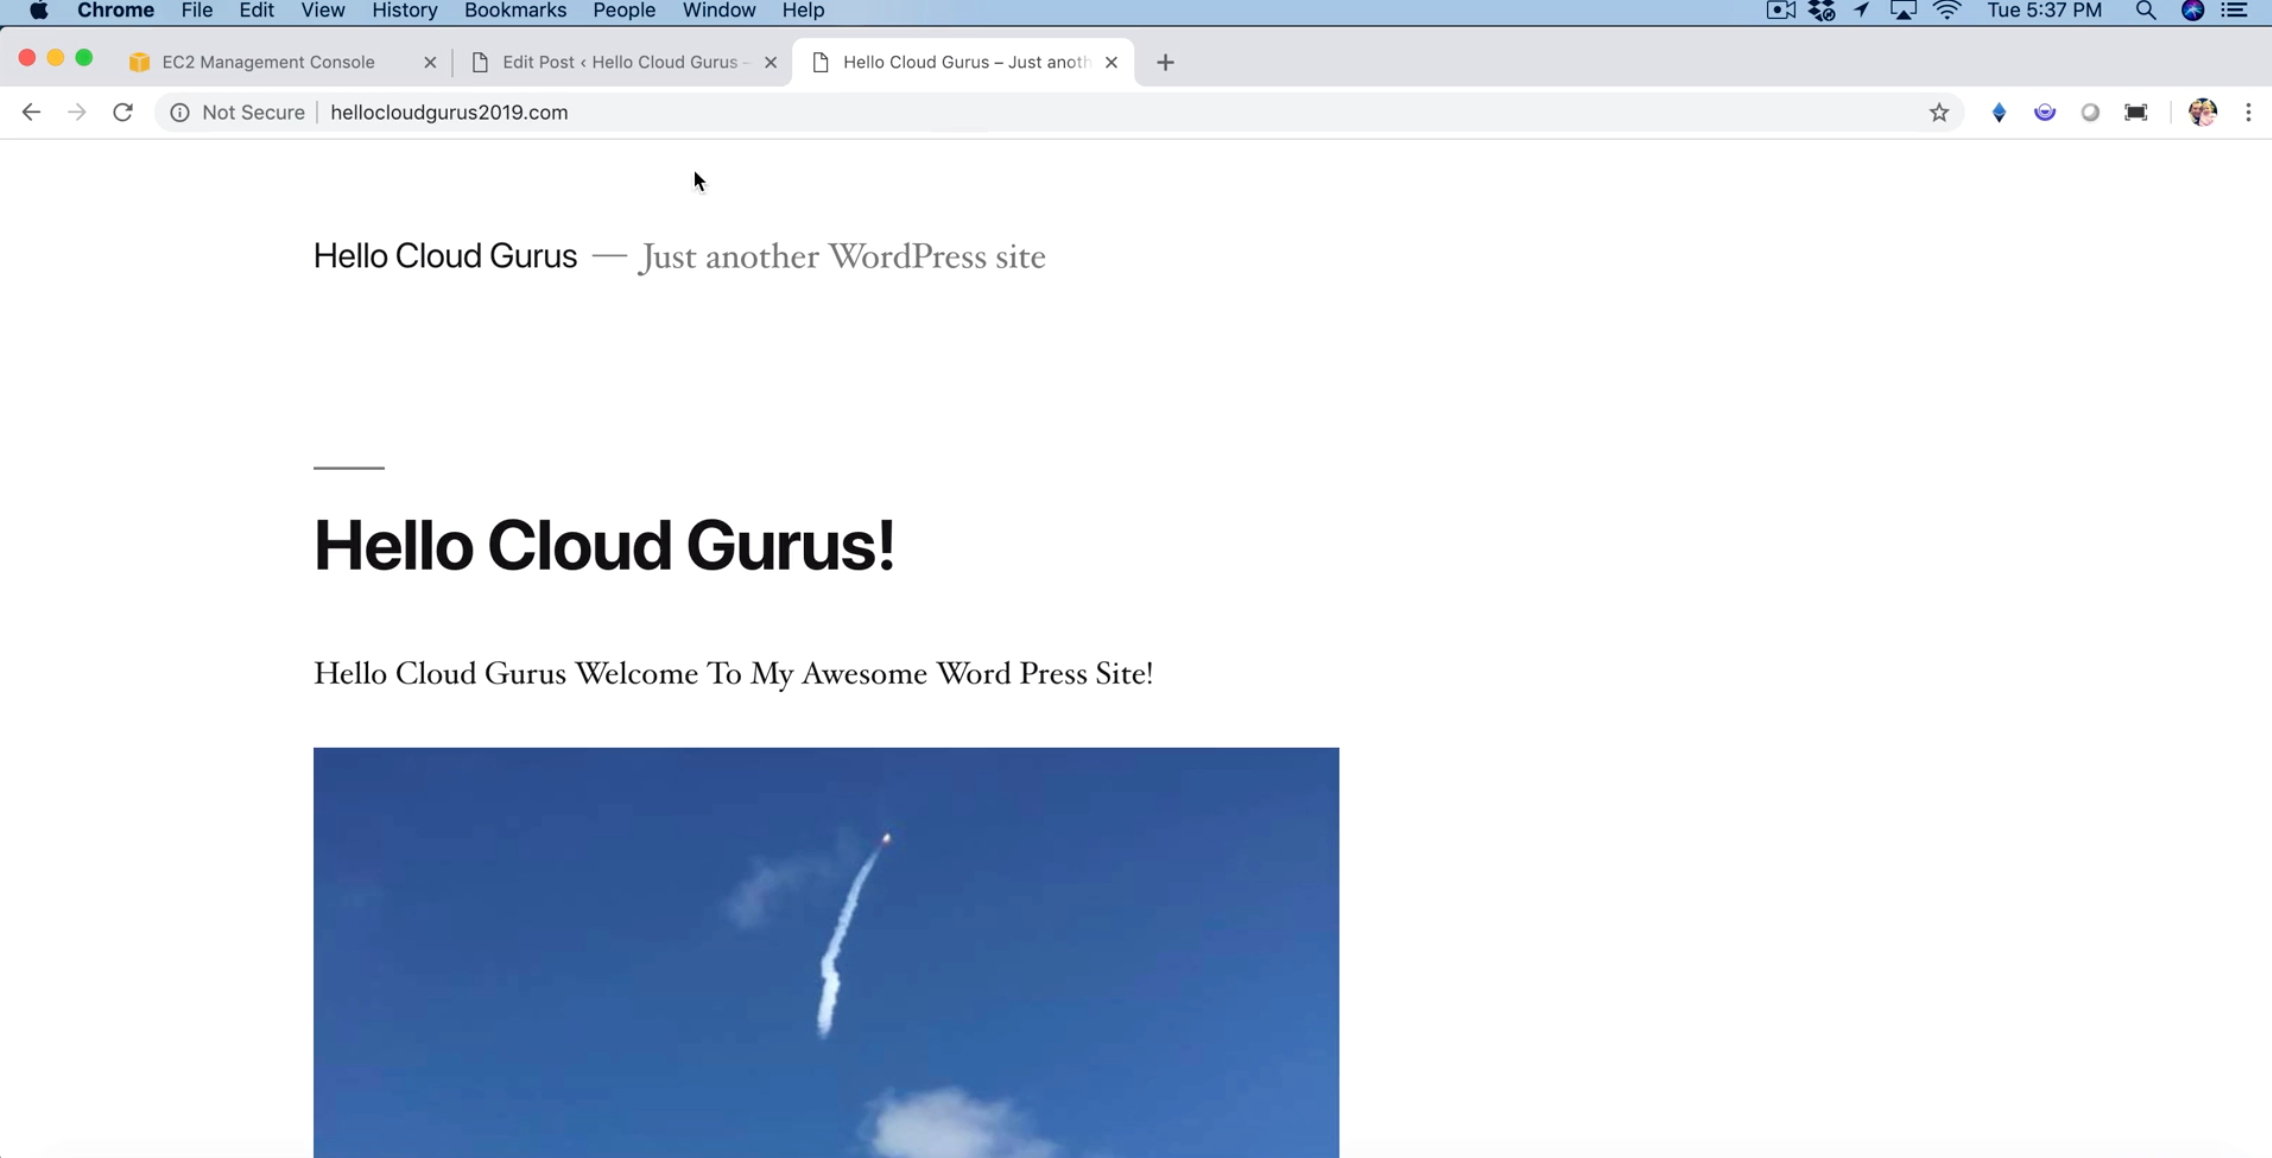 Chrome File Edit View History Bookmarks People Window Help Tue 5:37 PM
EC2 Management Console Edit Post ‹ Hello Cloud Gurus – Hello Cloud Gurus – Just anoth
Not Secure hellocloudgurus2019.com
Hello Cloud Gurus — Just another WordPress site
Hello Cloud Gurus!
Hello Cloud Gurus Welcome To My Awesome Word Press Site!